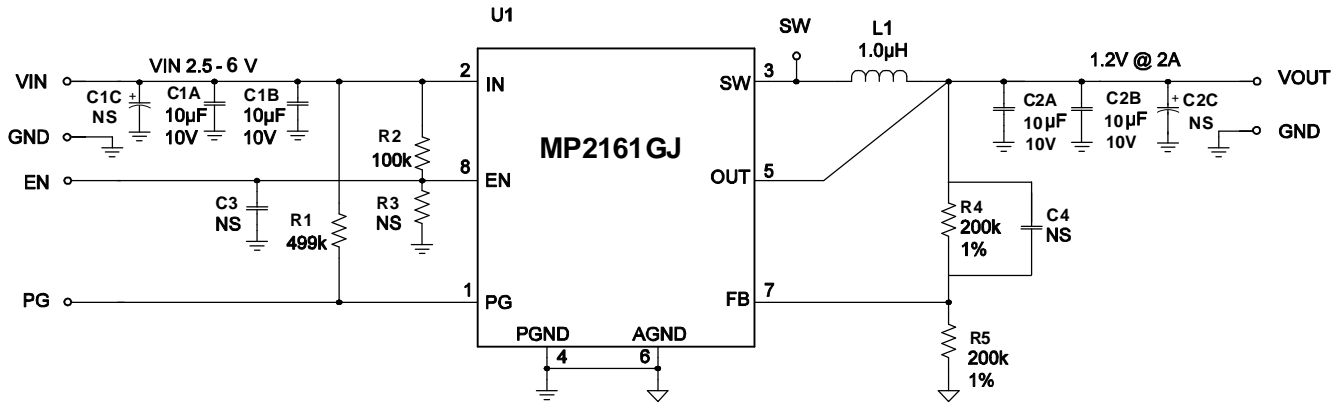 U1
SW
L1
1.0µH
VIN
VIN 2.5-6 V
2
IN
SW
3
1.2V @ 2A
VOUT
C1C
+
NS
C1A
10µF
10V
C1B
10µF
10V
C2A
10µF
10V
C2B
10µF
10V
+
C2C
NS
GND
GND
R2
100k
MP2161GJ
EN
8
EN
OUT
5
C3
NS
R1
499k
R3
NS
R4
200k
1%
C4
NS
PG
1
PG
FB
7
PGND
AGND
4
6
R5
200k
1%